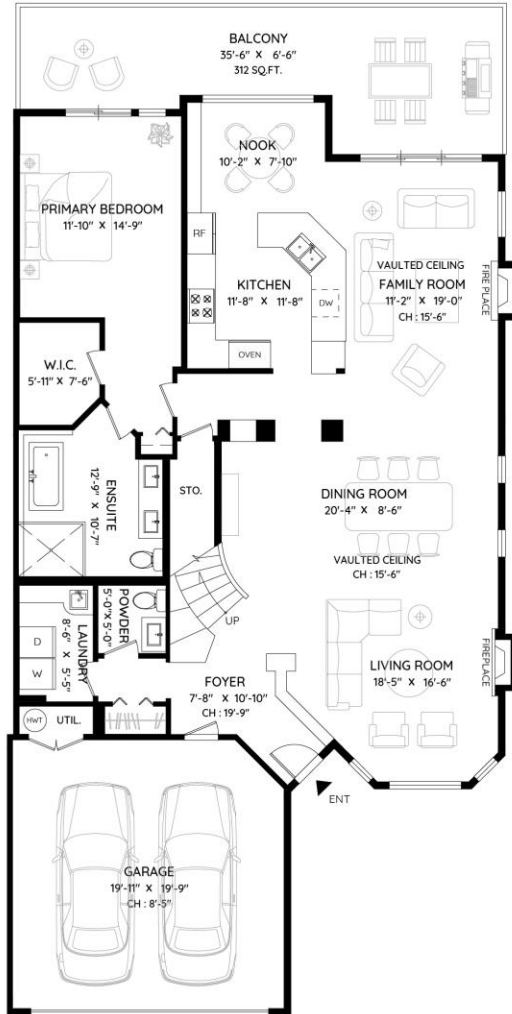 BALCONY
35'-6" X 6'-6"
312 SQ.FT.
NOOK
10'-2" X 7'-10"
PRIMARY BEDROOM
11'-10" X 14'-9"
RF
KITCHEN
11'-8" X 11'-8"
DW
OVEN
VAULTED CEILING
FAMILY ROOM
11'-2" X 19'-0"
CH : 15'-6"
FIRE PLACE
W.I.C.
5'-11" X 7'-6"
ENSUITE
12'-9" X 10'-7"
STO.
DINING ROOM
20'-4" X 8'-6"
VAULTED CEILING
CH : 15'-6"
UP
POWDER
5'-0"X 5'-0"
LAUNDRY
8'-6" X 5'-5"
D
W
FOYER
7'-8" X 10'-10"
CH : 19'-9"
LIVING ROOM
18'-5" X 16'-6"
FIREPLACE
HWT
UTIL.
ENT
GARAGE
19'-11" X 19'-9"
CH : 8'-5"